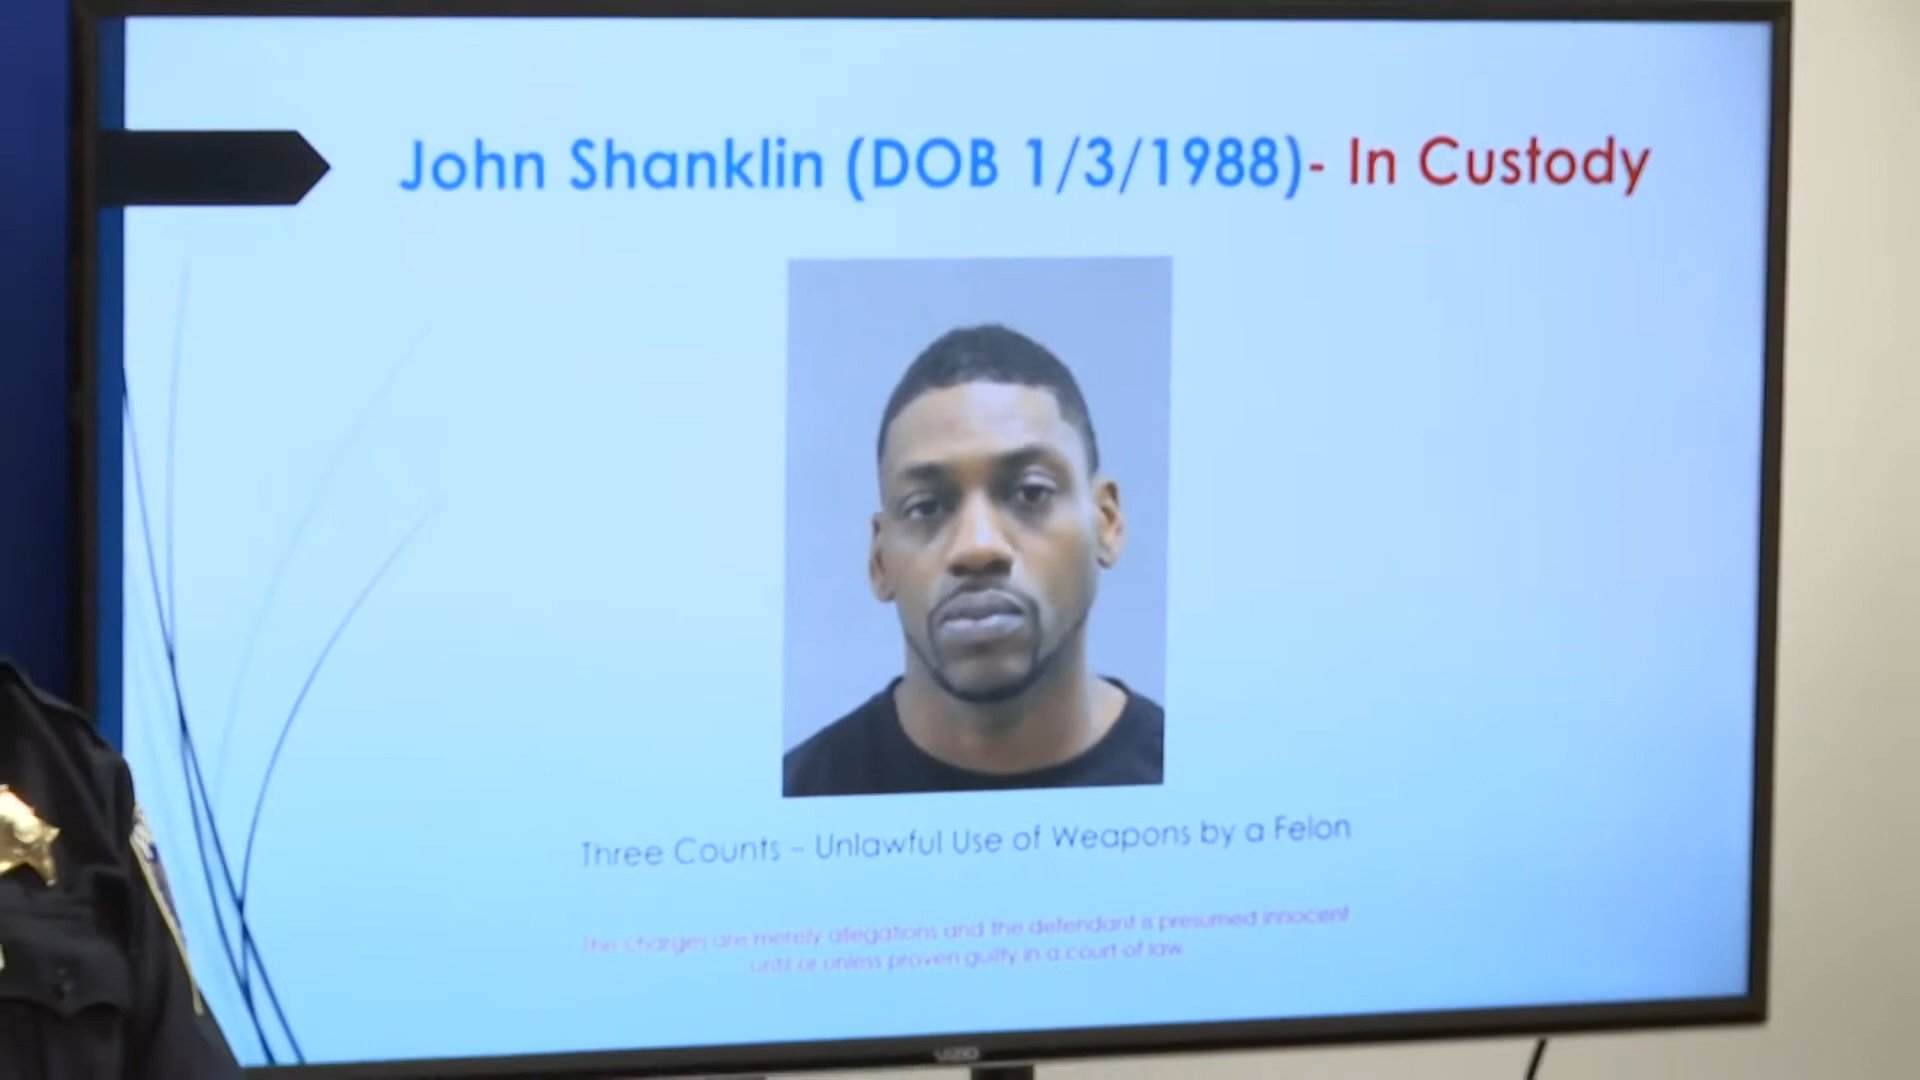 John Shanklin (DOB 1/3/1988)- In Custody
Three Counts – Unlawful Use of Weapons by a Felon
The charges are merely allegations and the defendant is presumed innocent
until or unless proven guilty in a court of law
VIZIO